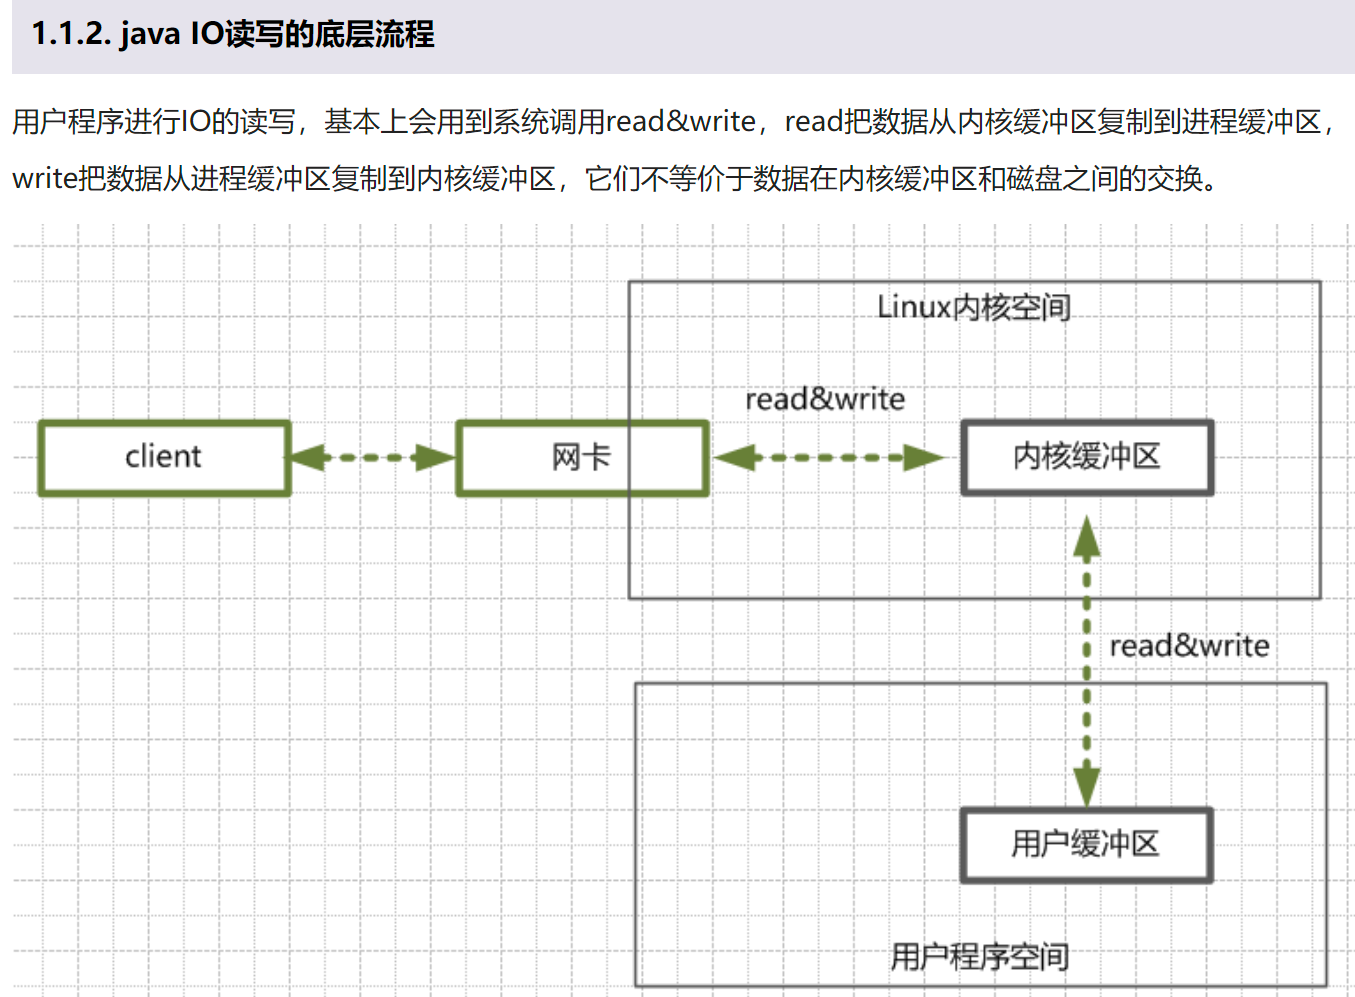 1.1.2. java IO读写的底层流程
用户程序进行IO的读写，基本上会用到系统调用read&write，read把数据从内核缓冲区复制到进程缓冲区，
write把数据从进程缓冲区复制到内核缓冲区，它们不等价于数据在内核缓冲区和磁盘之间的交换。
Linux内核空间
read&write
client
网卡
内核缓冲区
read&write
用户缓冲区
用户程序空间